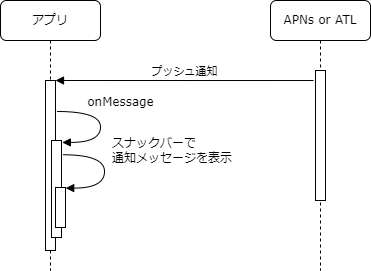 アプリ
APNs or ATL
プッシュ通知
onMessage
スナックバーで
通知メッセージを表示